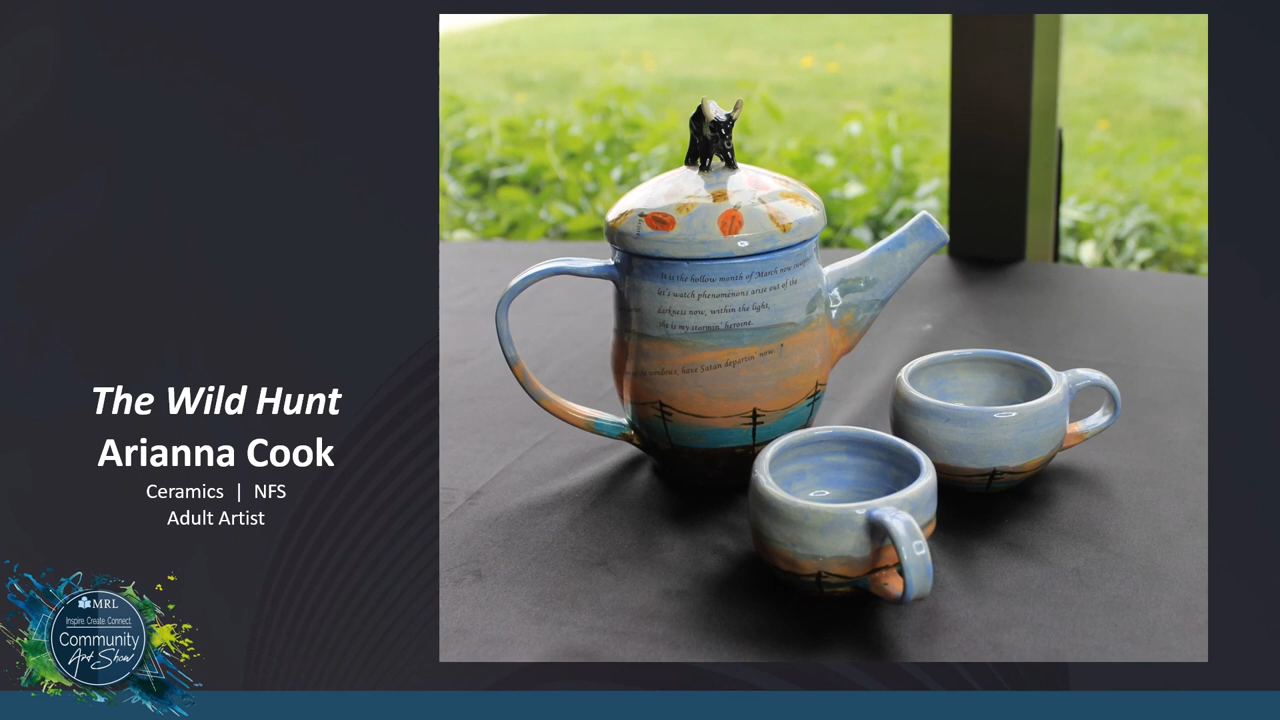 The Wild Hunt
Arianna Cook
Ceramics | NFS
Adult Artist
MRL
Inspire. Create. Connect.
Community
Art Show
It is the hollow month of March now
let's watch phenomenons arise out of the
darkness now, within the light,
she is my stormin' heroine.
windows, have Satan departin' now.